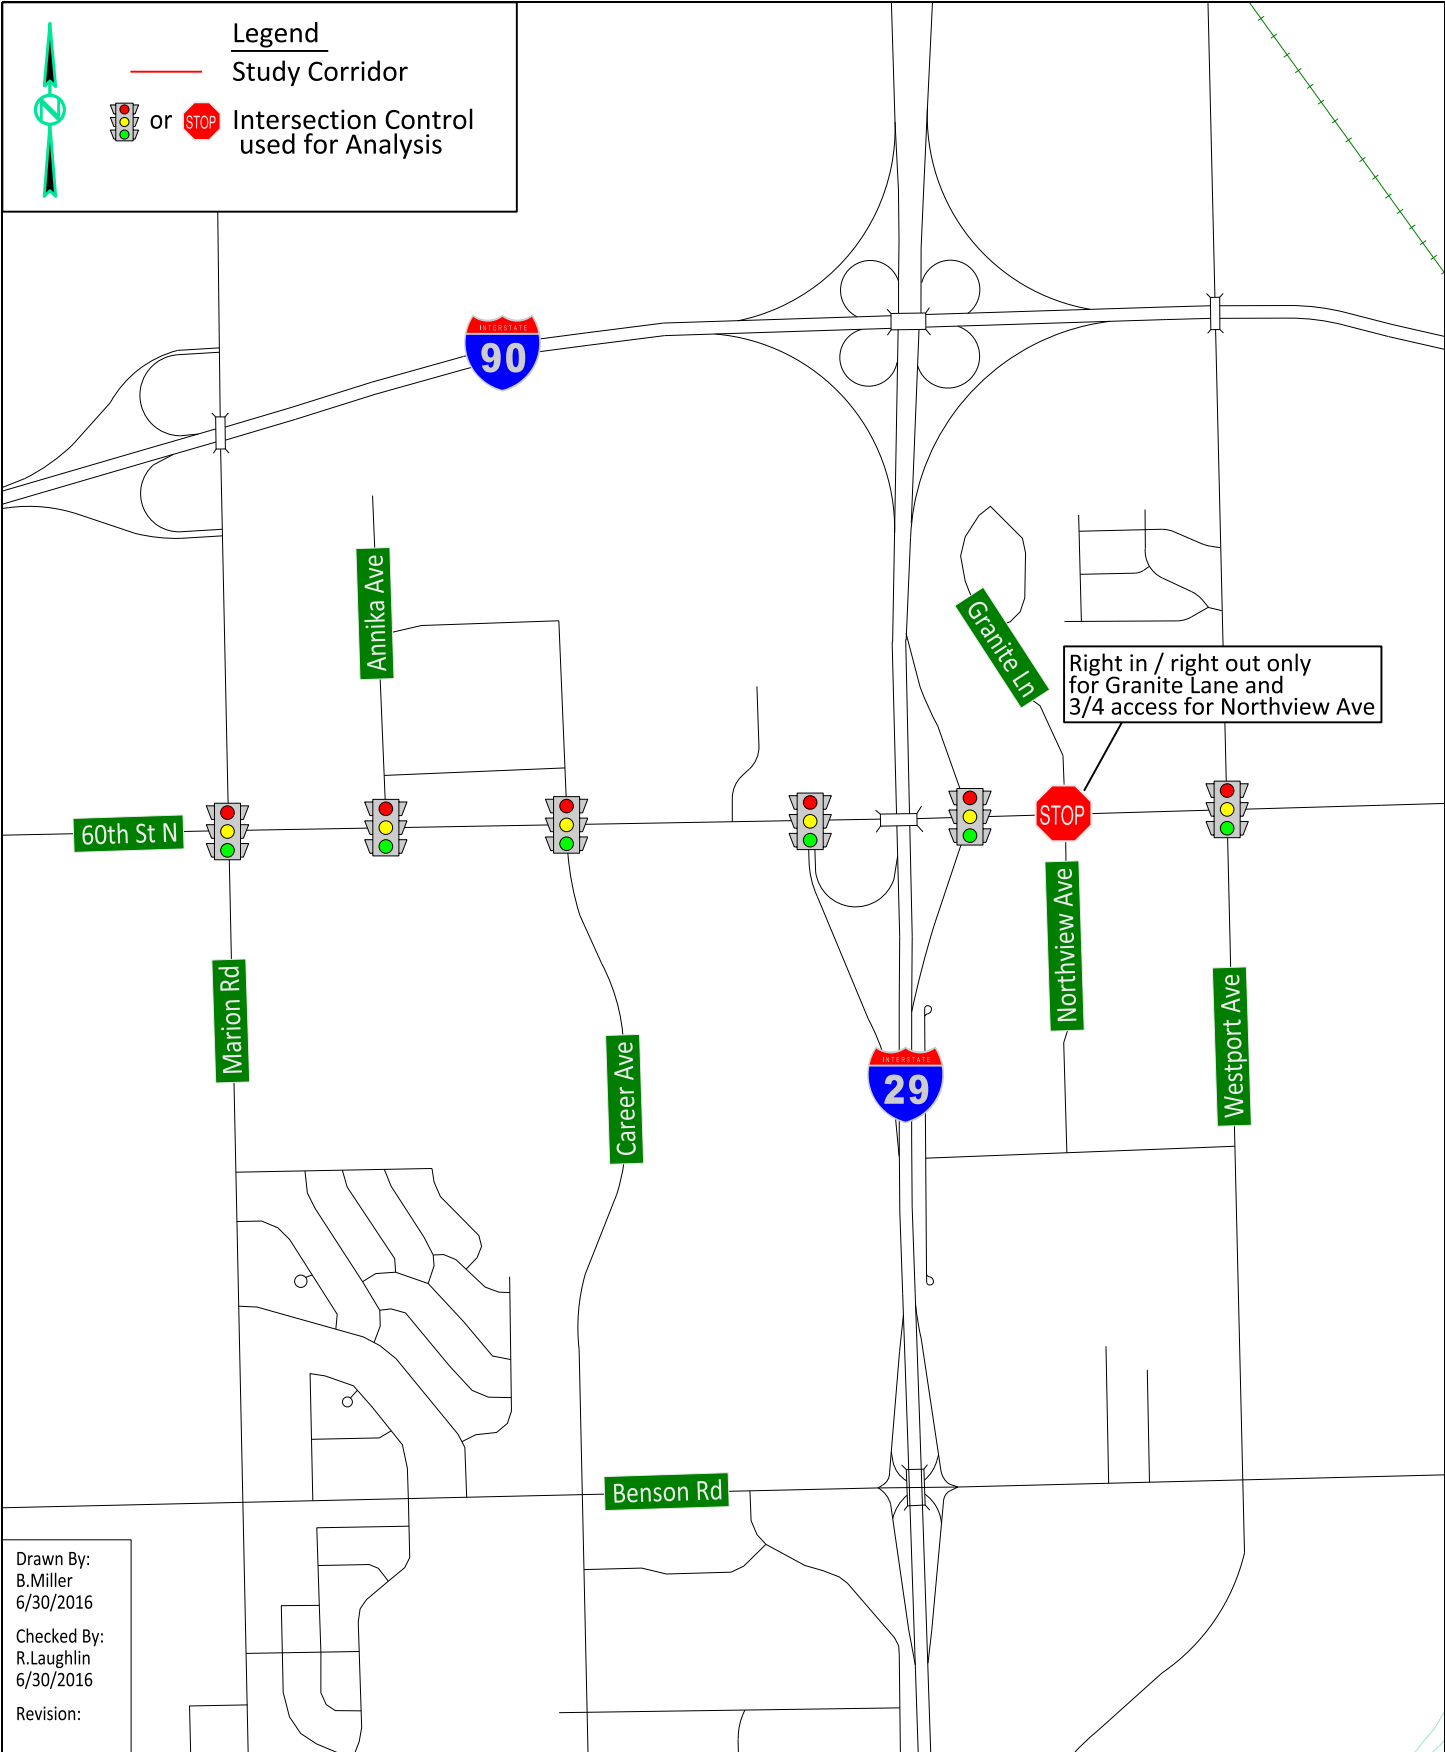 Legend
Study Corridor
or STOP Intersection Control
used for Analysis
INTERSTATE
90
Annika Ave
Granite Ln
Right in / right out only
for Granite Lane and
3/4 access for Northview Ave
60th St N
STOP
Marion Rd
Career Ave
Northview Ave
Westport Ave
INTERSTATE
29
Benson Rd
Drawn By:
B.Miller
6/30/2016
Checked By:
R.Laughlin
6/30/2016
Revision:
N